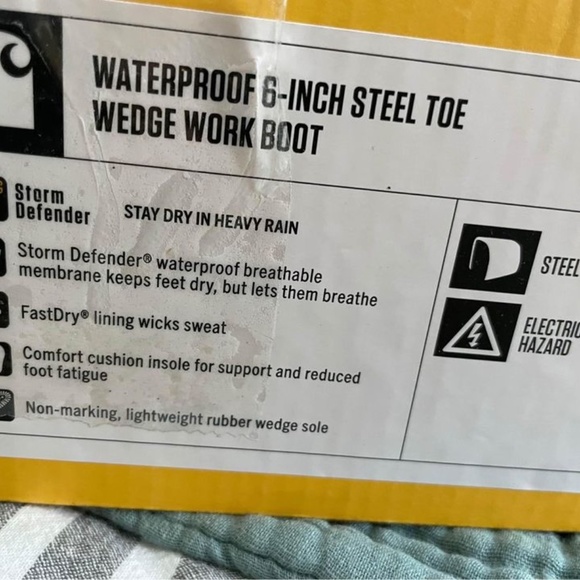 WATERPROOF 6-INCH STEEL TOE
WEDGE WORK BOOT
Storm
Defender
STAY DRY IN HEAVY RAIN
Storm Defender® waterproof breathable
membrane keeps feet dry, but lets them breathe
FastDry® lining wicks sweat
Comfort cushion insole for support and reduced
foot fatigue
Non-marking, lightweight rubber wedge sole
STEEL
ELECTRIC
HAZARD